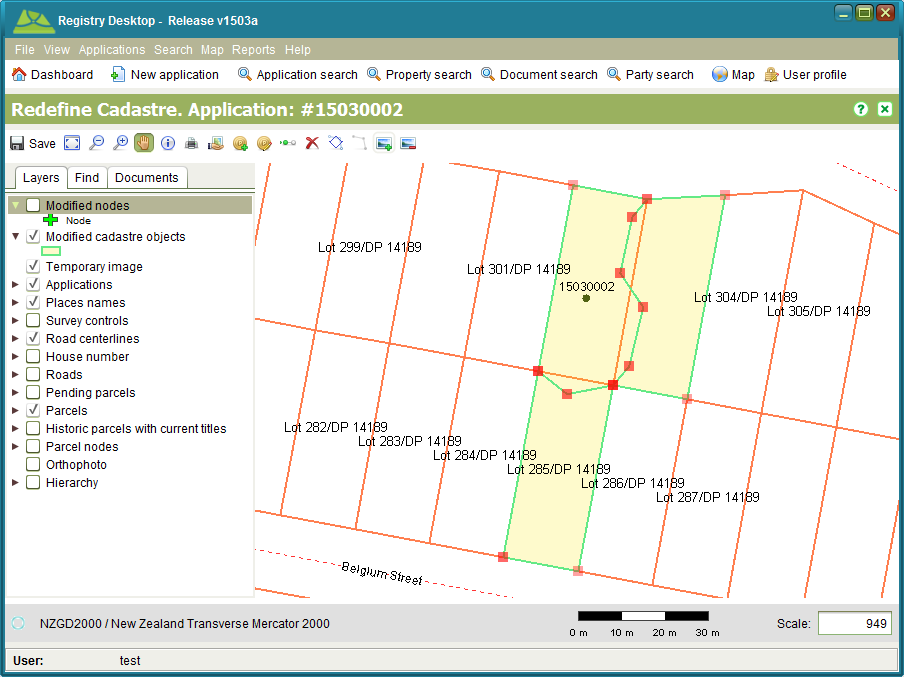 Registry Desktop - Release v1503a
File View Applications Search Map Reports Help
Dashboard New application Application search Property search Document search Party search Map User profile
Redefine Cadastre. Application: #15030002
Save
Layers Find Documents
Modified nodes
Node
Modified cadastre objects
Temporary image
Applications
Places names
Survey controls
Road centerlines
House number
Roads
Pending parcels
Parcels
Historic parcels with current titles
Parcel nodes
Orthophoto
Hierarchy
Lot 299/DP 14189
Lot 301/DP 14189
15030002
Lot 304/DP 14189
Lot 305/DP 14189
Lot 282/DP 14189
Lot 283/DP 14189
Lot 284/DP 14189
Lot 285/DP 14189
Lot 286/DP 14189
Lot 287/DP 14189
Belgium Street
NZGD2000 / New Zealand Transverse Mercator 2000
0 m 10 m 20 m 30 m
Scale: 949
User: test